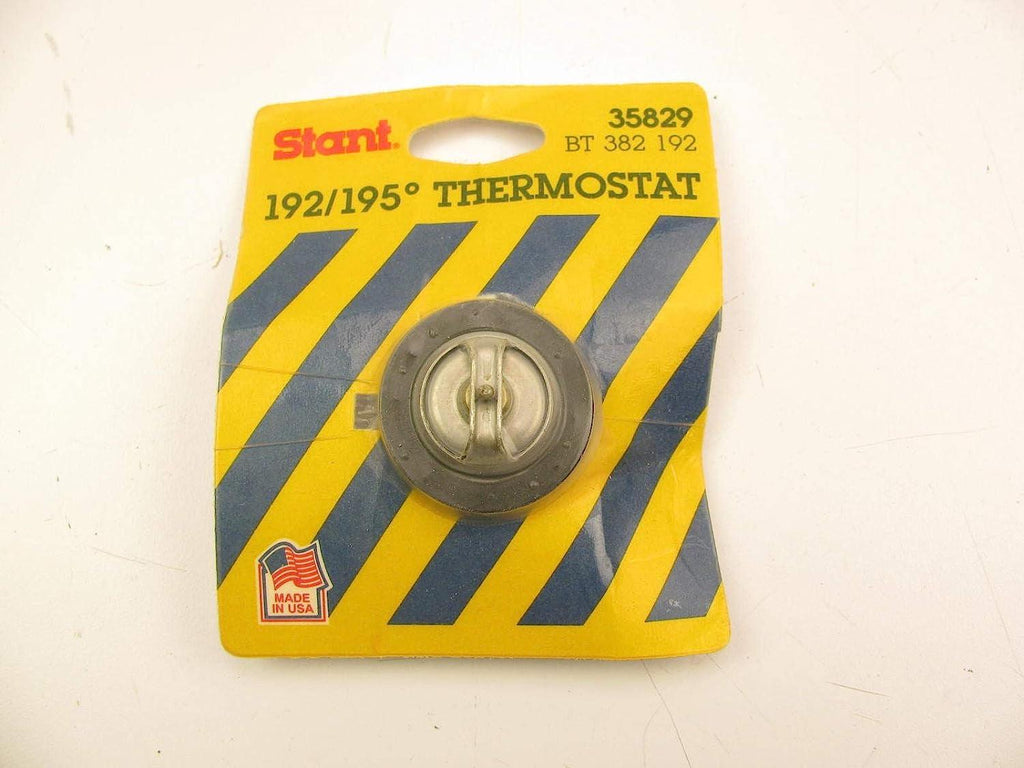 Stant.
35829
BT 382 192
192/195° THERMOSTAT
MADE
IN USA